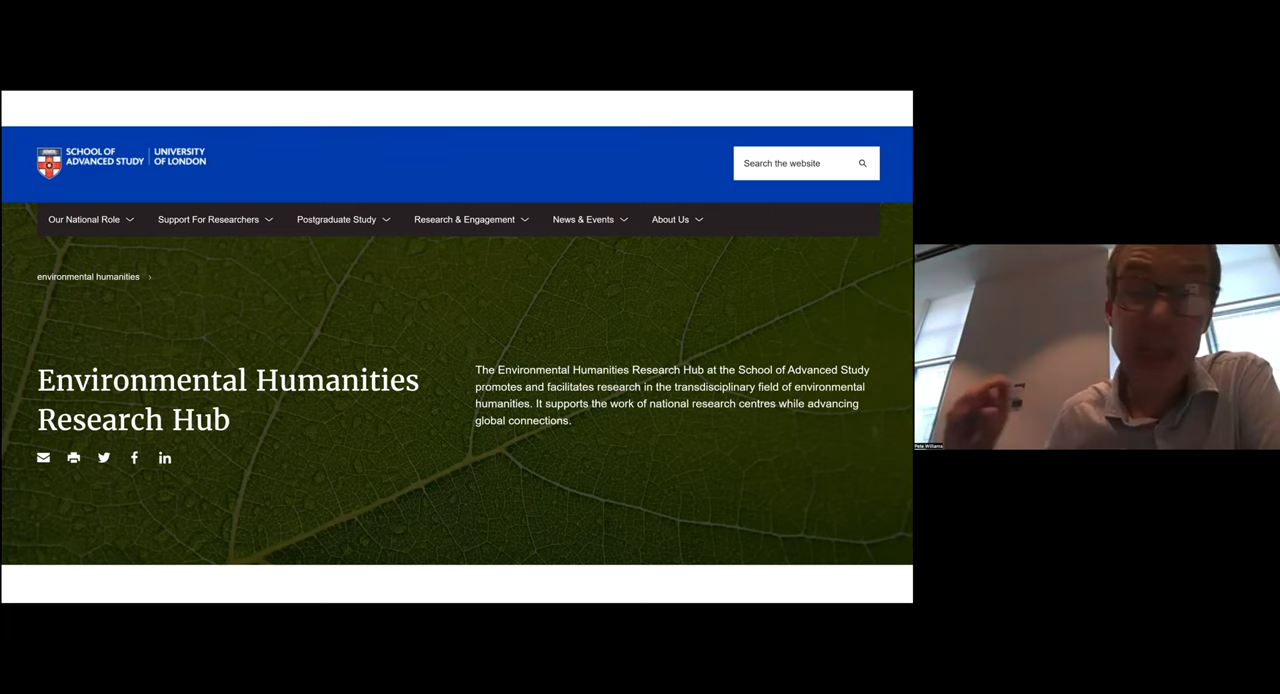 SCHOOL OF
ADVANCED STUDY
UNIVERSITY
OF LONDON
Search the website
Our National Role
Support For Researchers
Postgraduate Study
Research & Engagement
News & Events
About Us
environmental humanities
Environmental Humanities
Research Hub
The Environmental Humanities Research Hub at the School of Advanced Study
promotes and facilitates research in the transdisciplinary field of environmental
humanities. It supports the work of national research centres while advancing
global connections.
Pete Williams